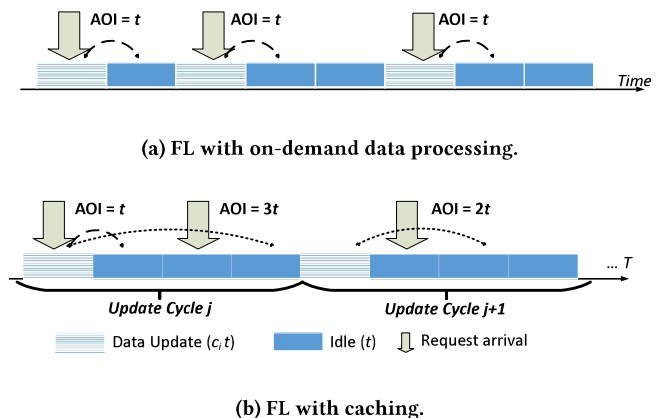 AOI = t AOI = t AOI = t
Time
(a) FL with on-demand data processing.
AOI = t AOI = 3t AOI = 2t
... T
Update Cycle j Update Cycle j+1
Data Update (cᵢ t) Idle (t) Request arrival
(b) FL with caching.